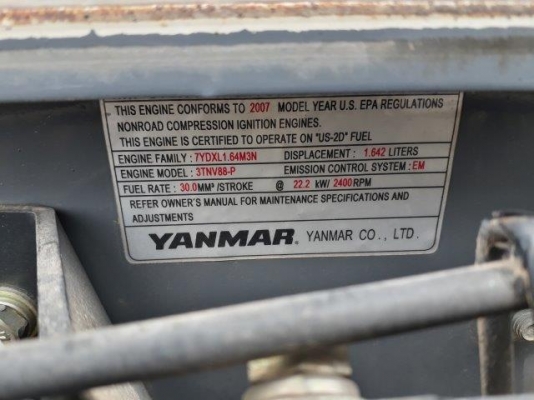 THIS ENGINE CONFORMS TO 2007 MODEL YEAR U.S. EPA REGULATIONS
NONROAD COMPRESSION IGNITION ENGINES.
THIS ENGINE IS CERTIFIED TO OPERATE ON "US-2D" FUEL
ENGINE FAMILY : 7YDXL1.64M3N DISPLACEMENT : 1.642 LITERS
ENGINE MODEL : 3TNV88-P EMISSION CONTROL SYSTEM : EM
FUEL RATE : 30.0MM³/STROKE @ 22.2 kW/ 2400RPM
REFER OWNER'S MANUAL FOR MAINTENANCE SPECIFICATIONS AND
ADJUSTMENTS
YANMAR. YANMAR CO., LTD.